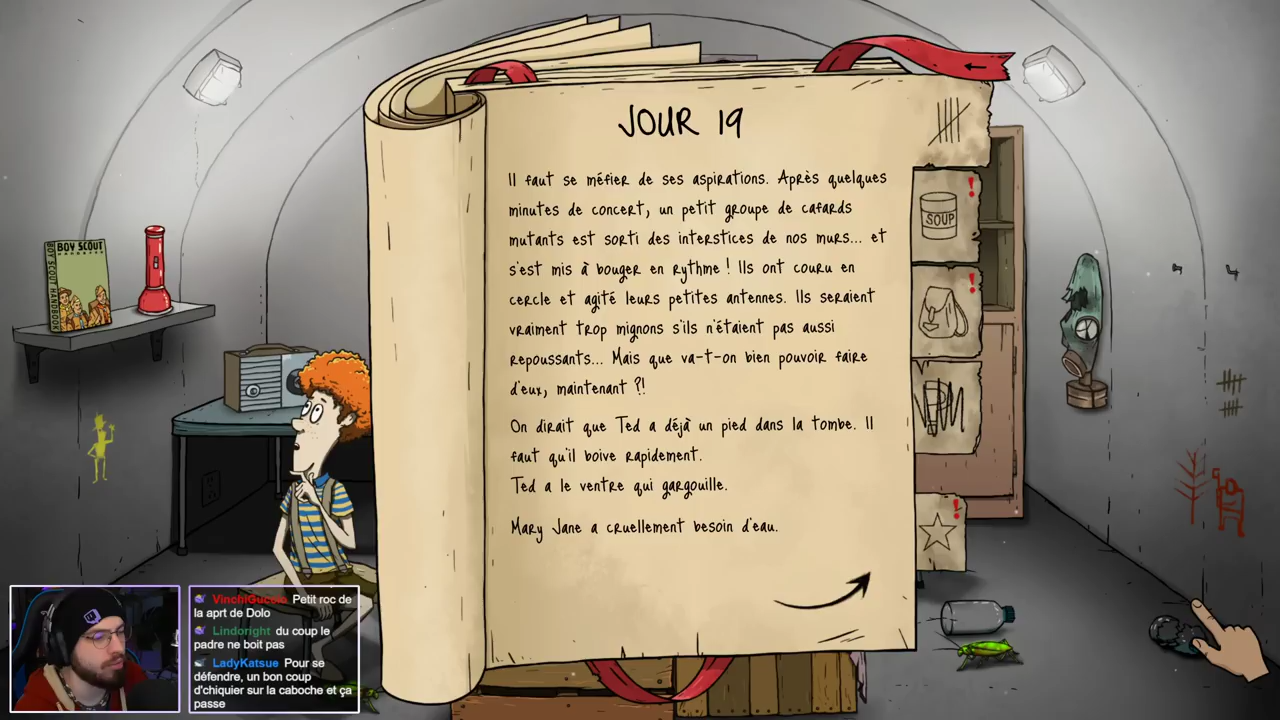 JOUR 19
Il faut se méfier de ses aspirations. Après quelques
minutes de concert, un petit groupe de cafards
mutants est sorti des interstices de nos murs... et
s'est mis à bouger en rythme ! Ils ont couru en
cercle et agité leurs petites antennes. Ils seraient
vraiment trop mignons s'ils n'étaient pas aussi
repoussants... Mais que va-t-on bien pouvoir faire
d'eux, maintenant ?!
On dirait que Ted a déjà un pied dans la tombe. Il
faut qu'il boive rapidement.
Ted a le ventre qui gargouille.
Mary Jane a cruellement besoin d'eau.
SOUP
!
!
!
BOY SCOUT
BOY SCOUT HANDBOOK
Petit roc de
la aprt de Dolo
Lindoright du coup le
padre ne boit pas
LadyKatsue Pour se
défendre, un bon coup
d'chiquier sur la caboche et ça
passe